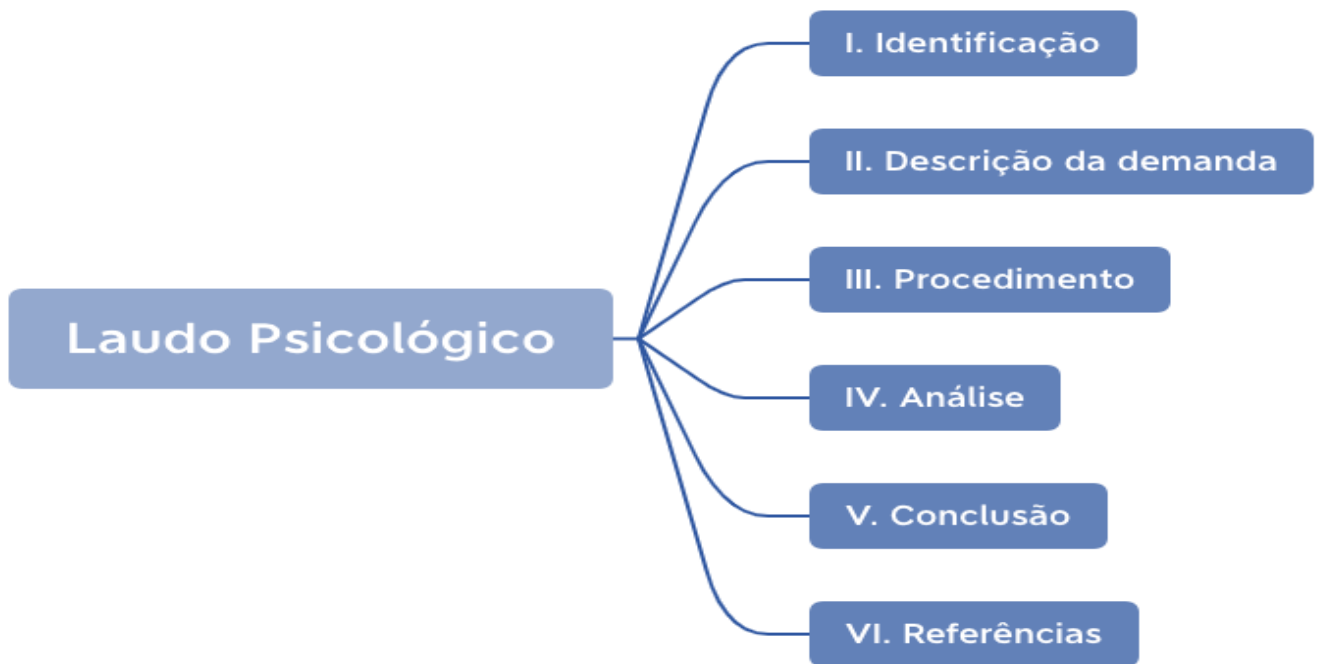 Laudo Psicológico
I. Identificação
II. Descrição da demanda
III. Procedimento
IV. Análise
V. Conclusão
VI. Referências